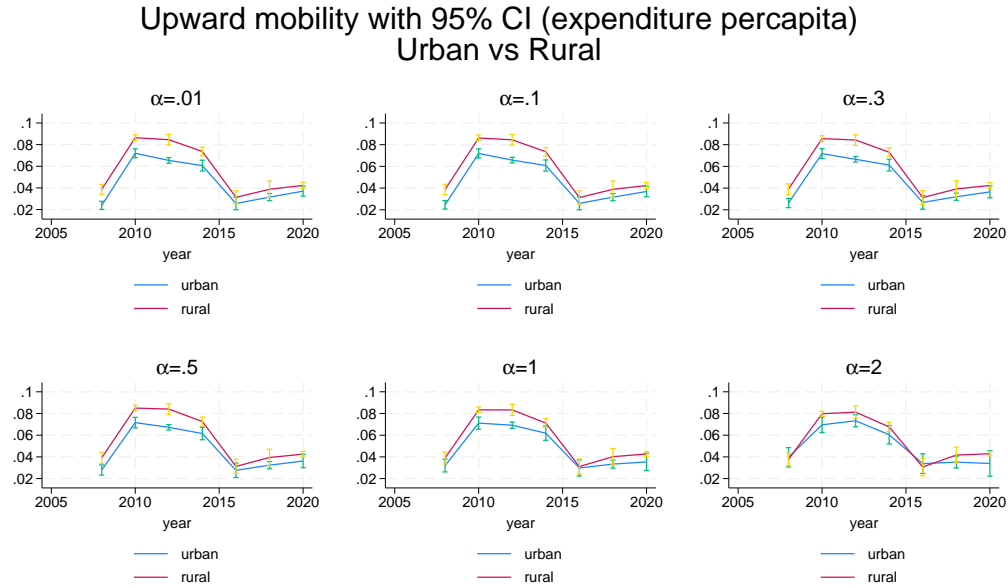 Upward mobility with 95% CI (expenditure percapita)
Urban vs Rural
α=.01
.1
.08
.06
.04
.02
2005 2010 2015 2020
year
urban
rural
α=.1
.1
.08
.06
.04
.02
2005 2010 2015 2020
year
urban
rural
α=.3
.1
.08
.06
.04
.02
2005 2010 2015 2020
year
urban
rural
α=.5
.1
.08
.06
.04
.02
2005 2010 2015 2020
year
urban
rural
α=1
.1
.08
.06
.04
.02
2005 2010 2015 2020
year
urban
rural
α=2
.1
.08
.06
.04
.02
2005 2010 2015 2020
year
urban
rural